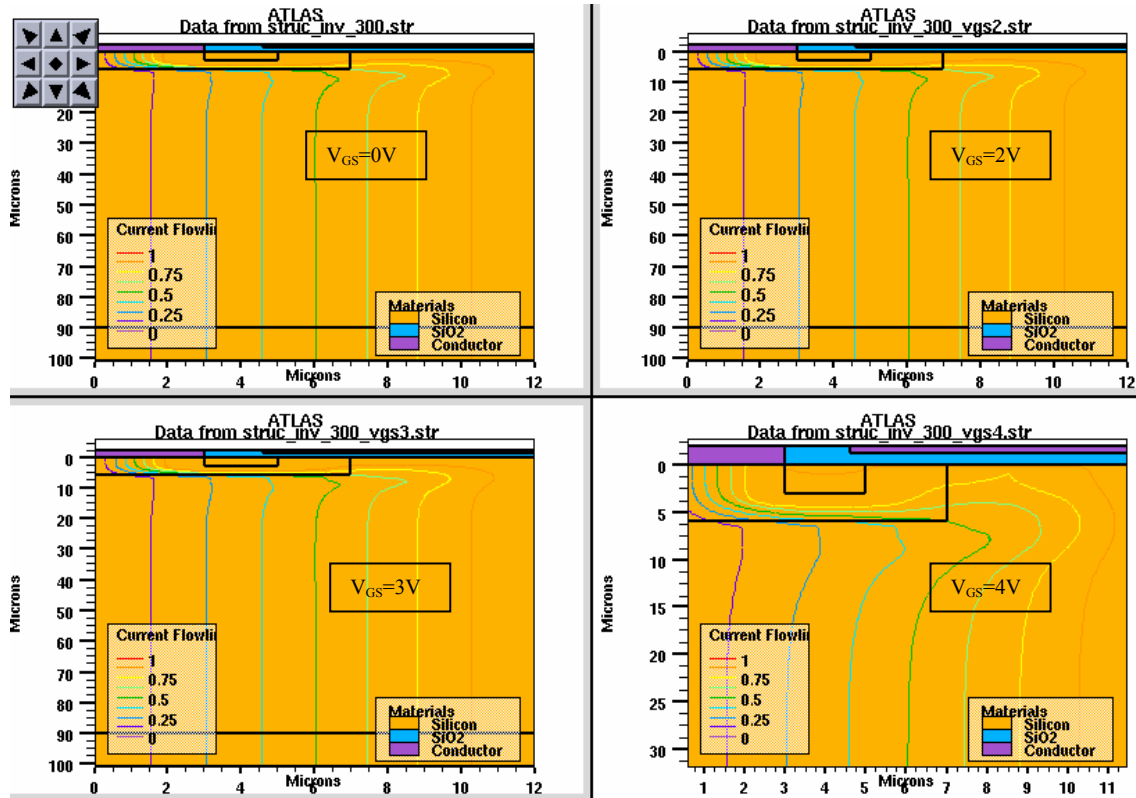 ATLAS
Data from struc_inv_300.str
0
10
20
30
40
50
60
70
80
90
100
Microns
V_GS=0V
Current Flowli
1
0.75
0.5
0.25
0
Materials
Silicon
SiO2
Conductor
0 2 4 6 8 10 12
Microns
ATLAS
Data from struc_inv_300_vgs2.str
0
10
20
30
40
50
60
70
80
90
100
Microns
V_GS=2V
Current Flowli
1
0.75
0.5
0.25
0
Materials
Silicon
SiO2
Conductor
0 2 4 6 8 10 12
Microns
ATLAS
Data from struc_inv_300_vgs3.str
0
10
20
30
40
50
60
70
80
90
100
Microns
V_GS=3V
Current Flowli
1
0.75
0.5
0.25
0
Materials
Silicon
SiO2
Conductor
0 2 4 6 8 10 12
Microns
ATLAS
Data from struc_inv_300_vgs4.str
0
5
10
15
20
25
30
Microns
V_GS=4V
Current Flowli
1
0.75
0.5
0.25
0
Materials
Silicon
SiO2
Conductor
1 2 3 4 5 6 7 8 9 10 11
Microns